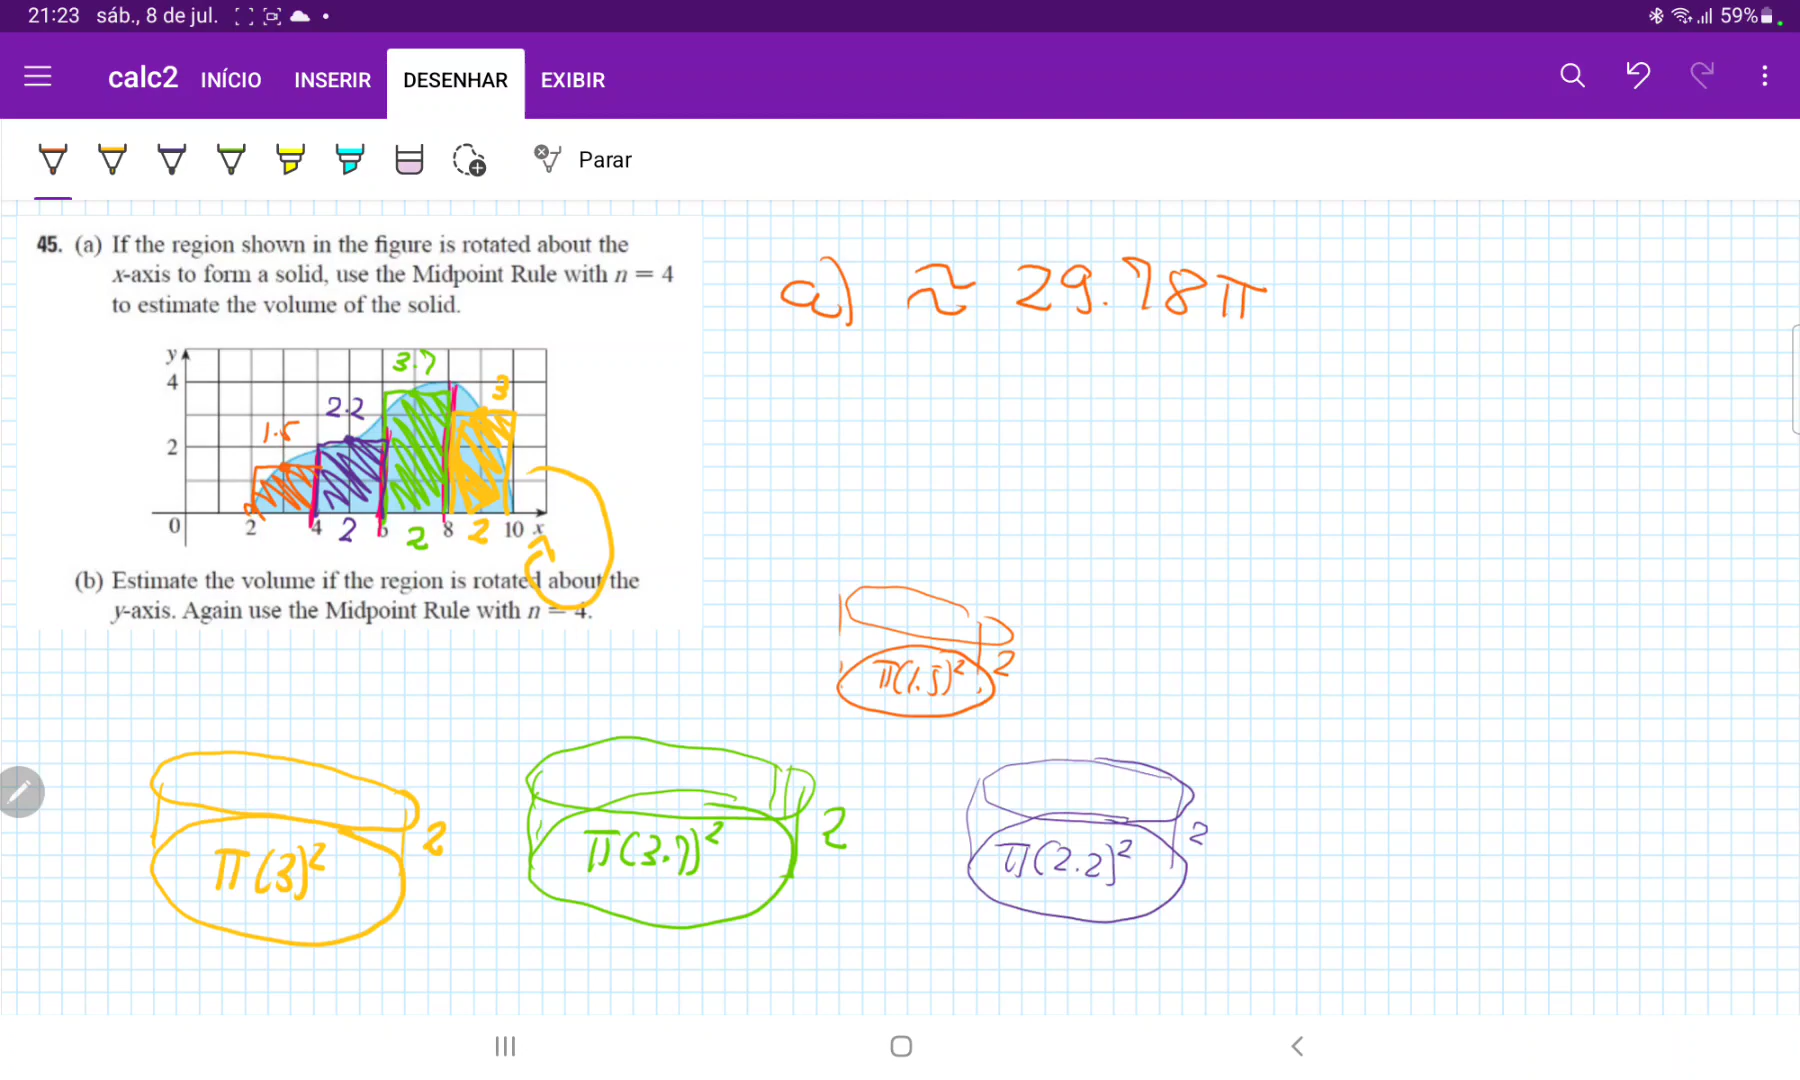 21:23 sáb., 8 de jul. 59%
calc2 INÍCIO INSERIR DESENHAR EXIBIR
Parar
45. (a) If the region shown in the figure is rotated about the
x-axis to form a solid, use the Midpoint Rule with n = 4
to estimate the volume of the solid.
a) ≈ 29.78π
y
4
3.7
3
2.2
1.5
2
0 2 4 6 8 10 x
2 2 2
(b) Estimate the volume if the region is rotated about the
y-axis. Again use the Midpoint Rule with n = 4.
π(1.5)² 2
π(3)² 2
π(3.7)² 2
π(2.2)² 2